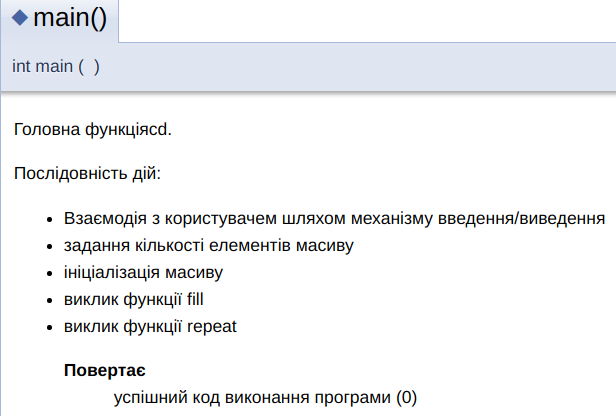 main()
int main ( )
Головна функціяcd.
Послідовність дій:
Взаємодія з користувачем шляхом механізму введення/виведення
задання кількості елементів масиву
ініціалізація масиву
виклик функції fill
виклик функції repeat
Повертає
успішний код виконання програми (0)